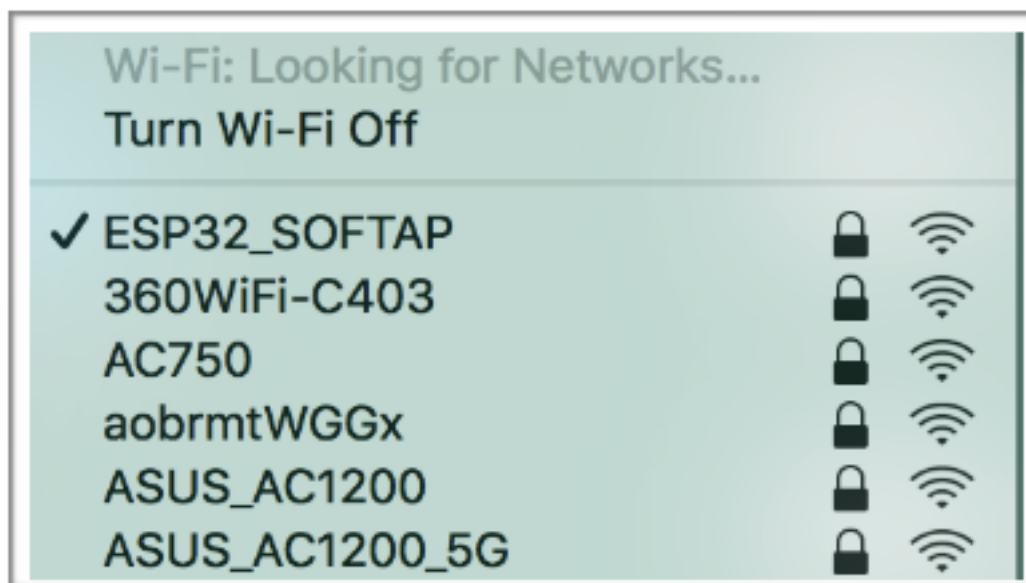 Wi-Fi: Looking for Networks...
Turn Wi-Fi Off
✓ ESP32_SOFTAP
360WiFi-C403
AC750
aobrmtWGGx
ASUS_AC1200
ASUS_AC1200_5G